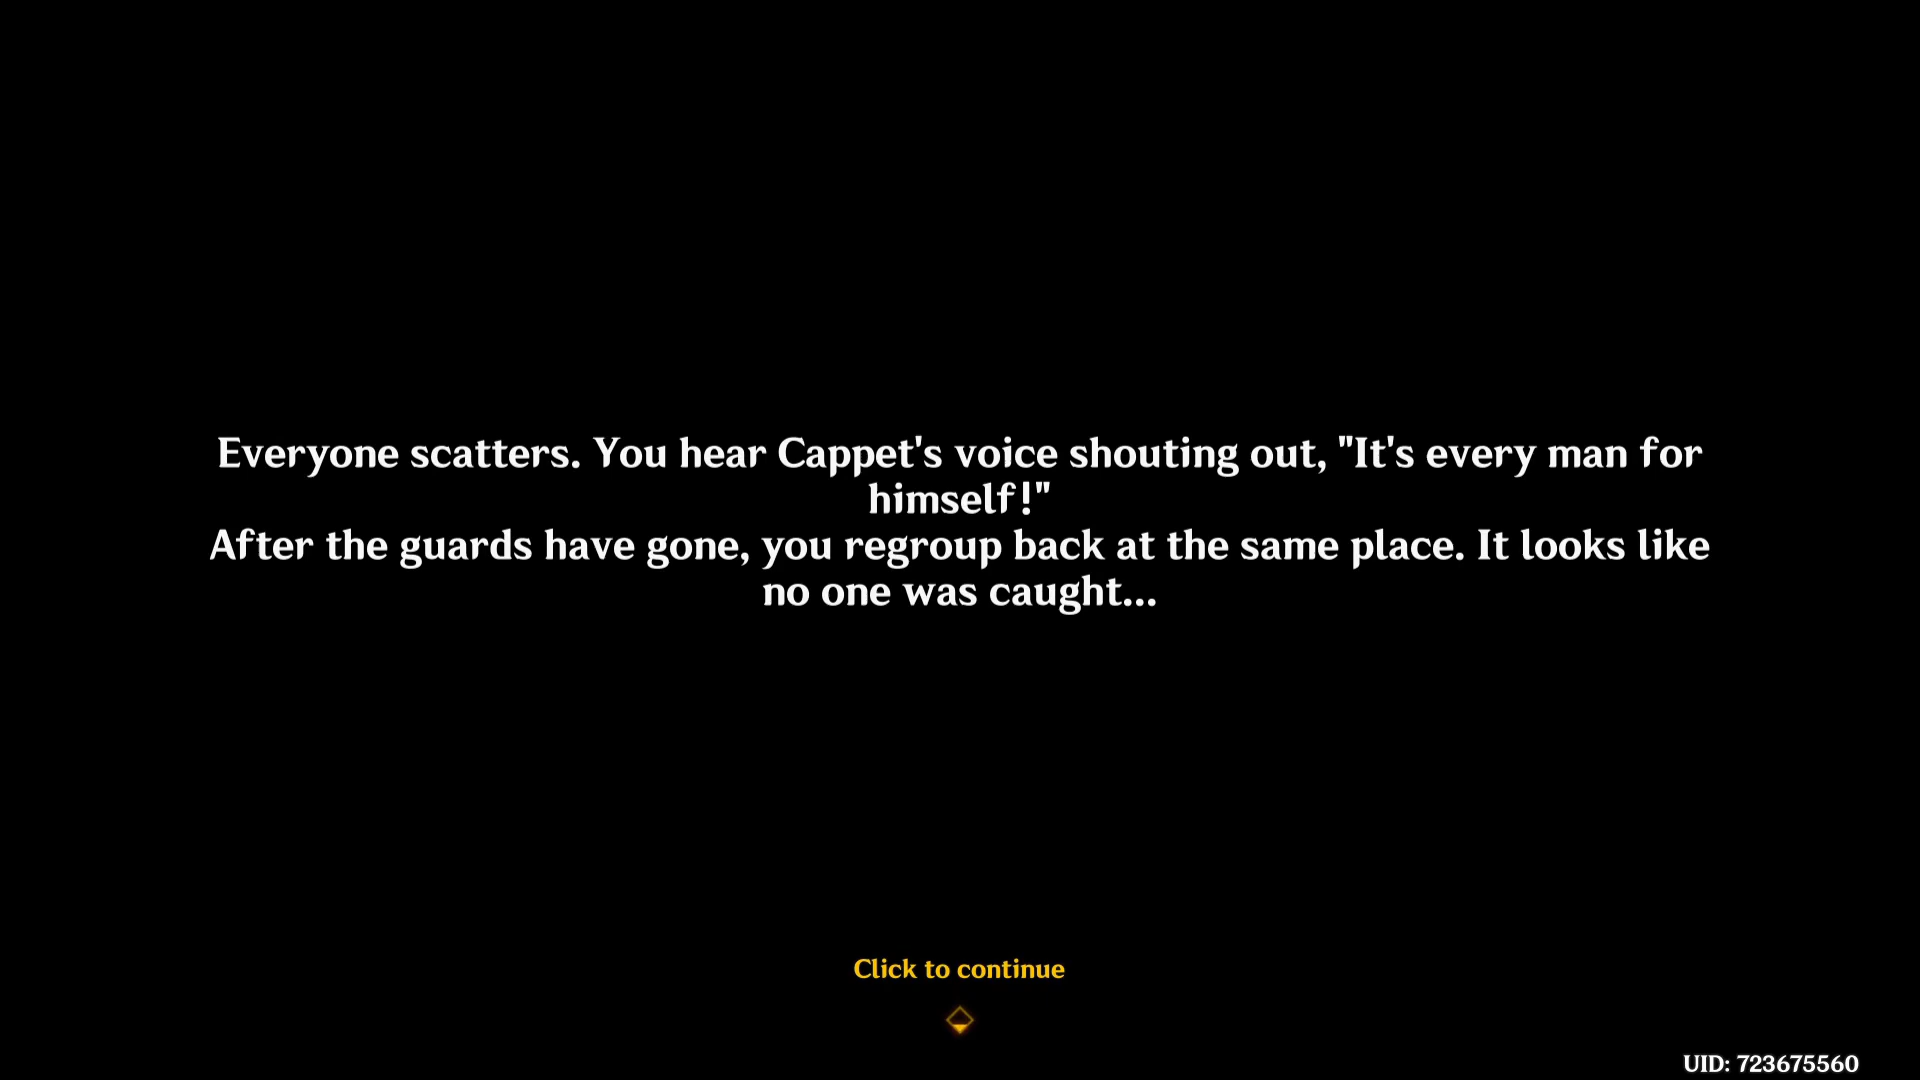 Everyone scatters. You hear Cappet's voice shouting out, "It's every man for
himself!"
After the guards have gone, you regroup back at the same place. It looks like
no one was caught...
Click to continue
UID: 723675560